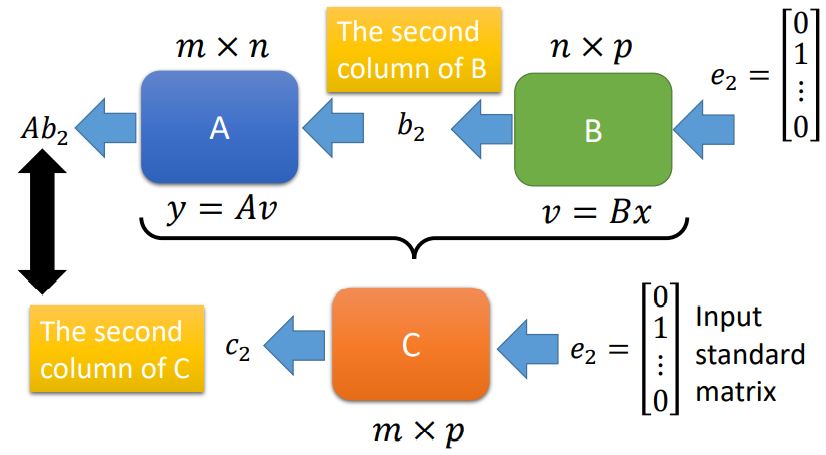 m × n
The second
column of B
n × p
e₂ = [0 1 ⋮ 0]
Ab₂
A
b₂
B
y = Av
v = Bx
The second
column of C
c₂
C
e₂ = [0 1 ⋮ 0]
Input
standard
matrix
m × p